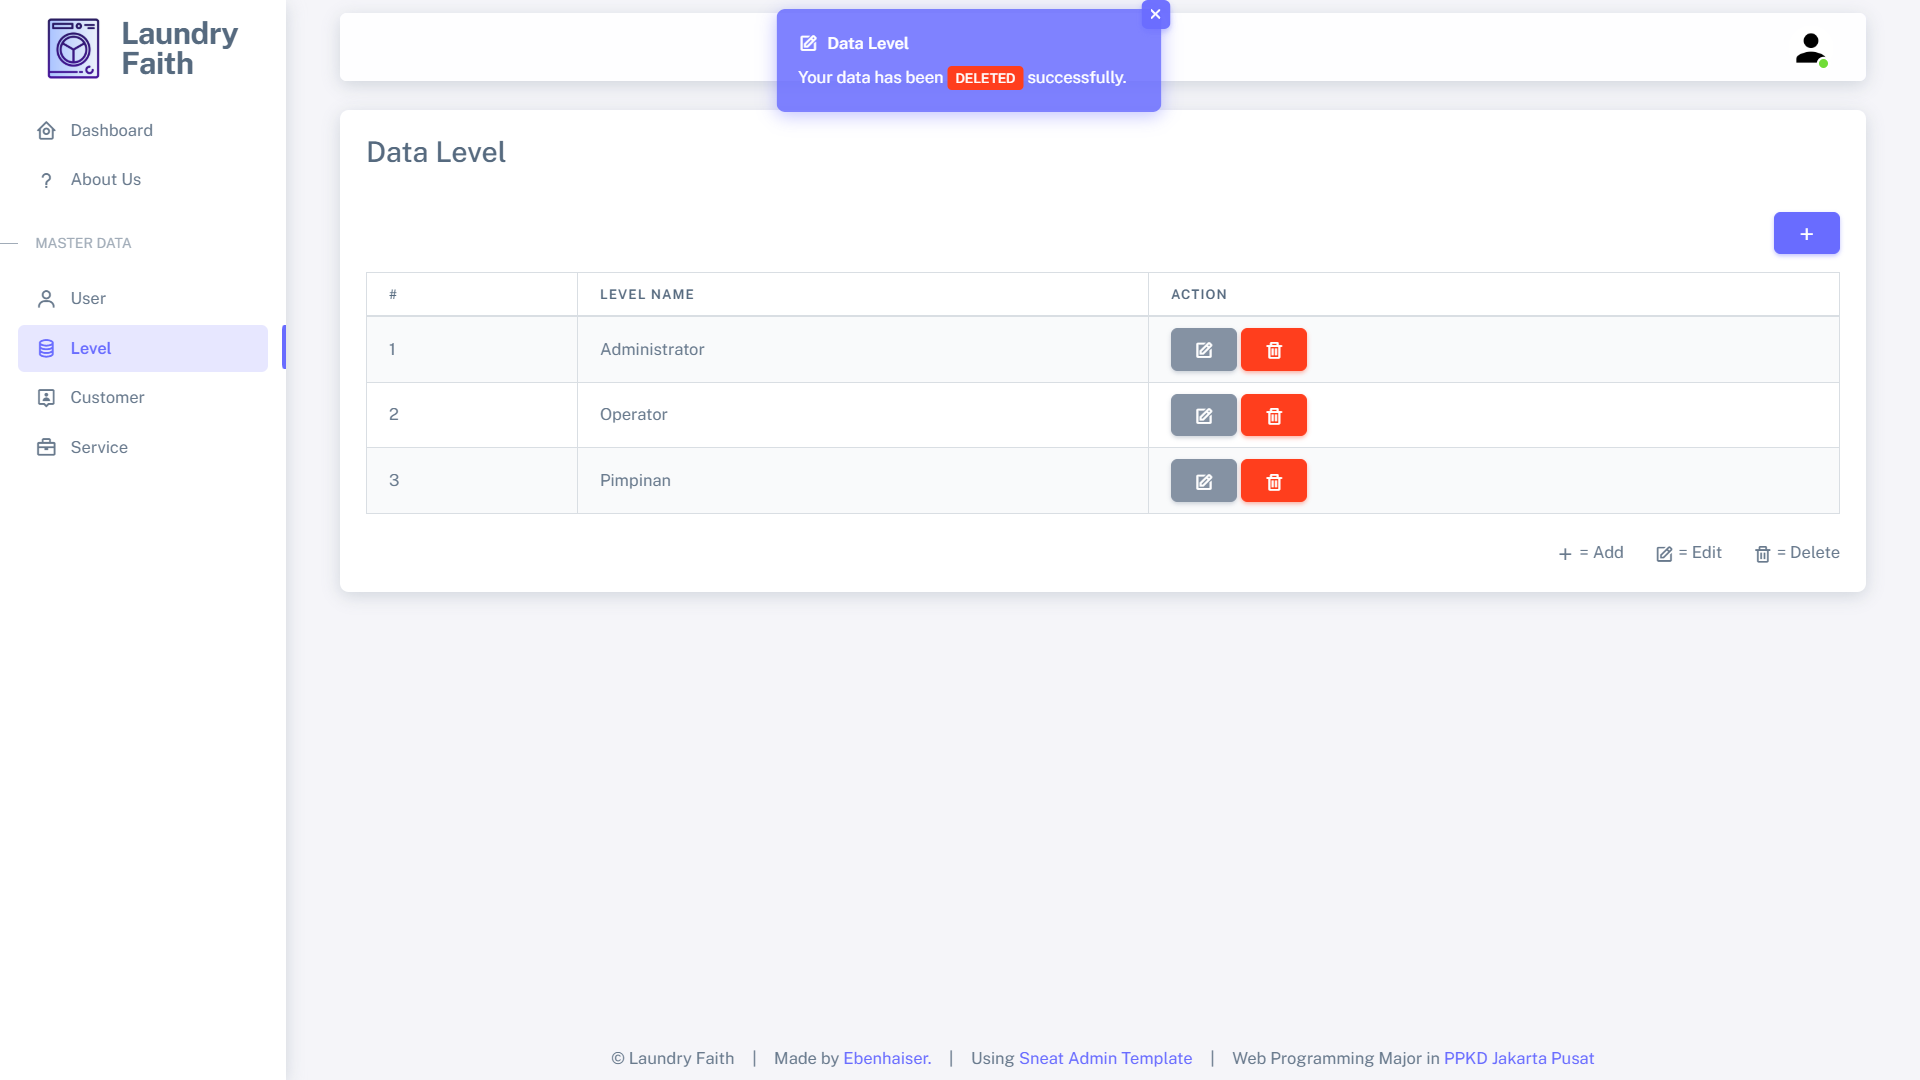 Laundry
Faith
Dashboard
About Us
MASTER DATA
User
Level
Customer
Service
Data Level
Your data has been DELETED successfully.
Data Level
+
# LEVEL NAME ACTION
1 Administrator
2 Operator
3 Pimpinan
+ = Add = Edit = Delete
© Laundry Faith | Made by Ebenhaiser. | Using Sneat Admin Template | Web Programming Major in PPKD Jakarta Pusat